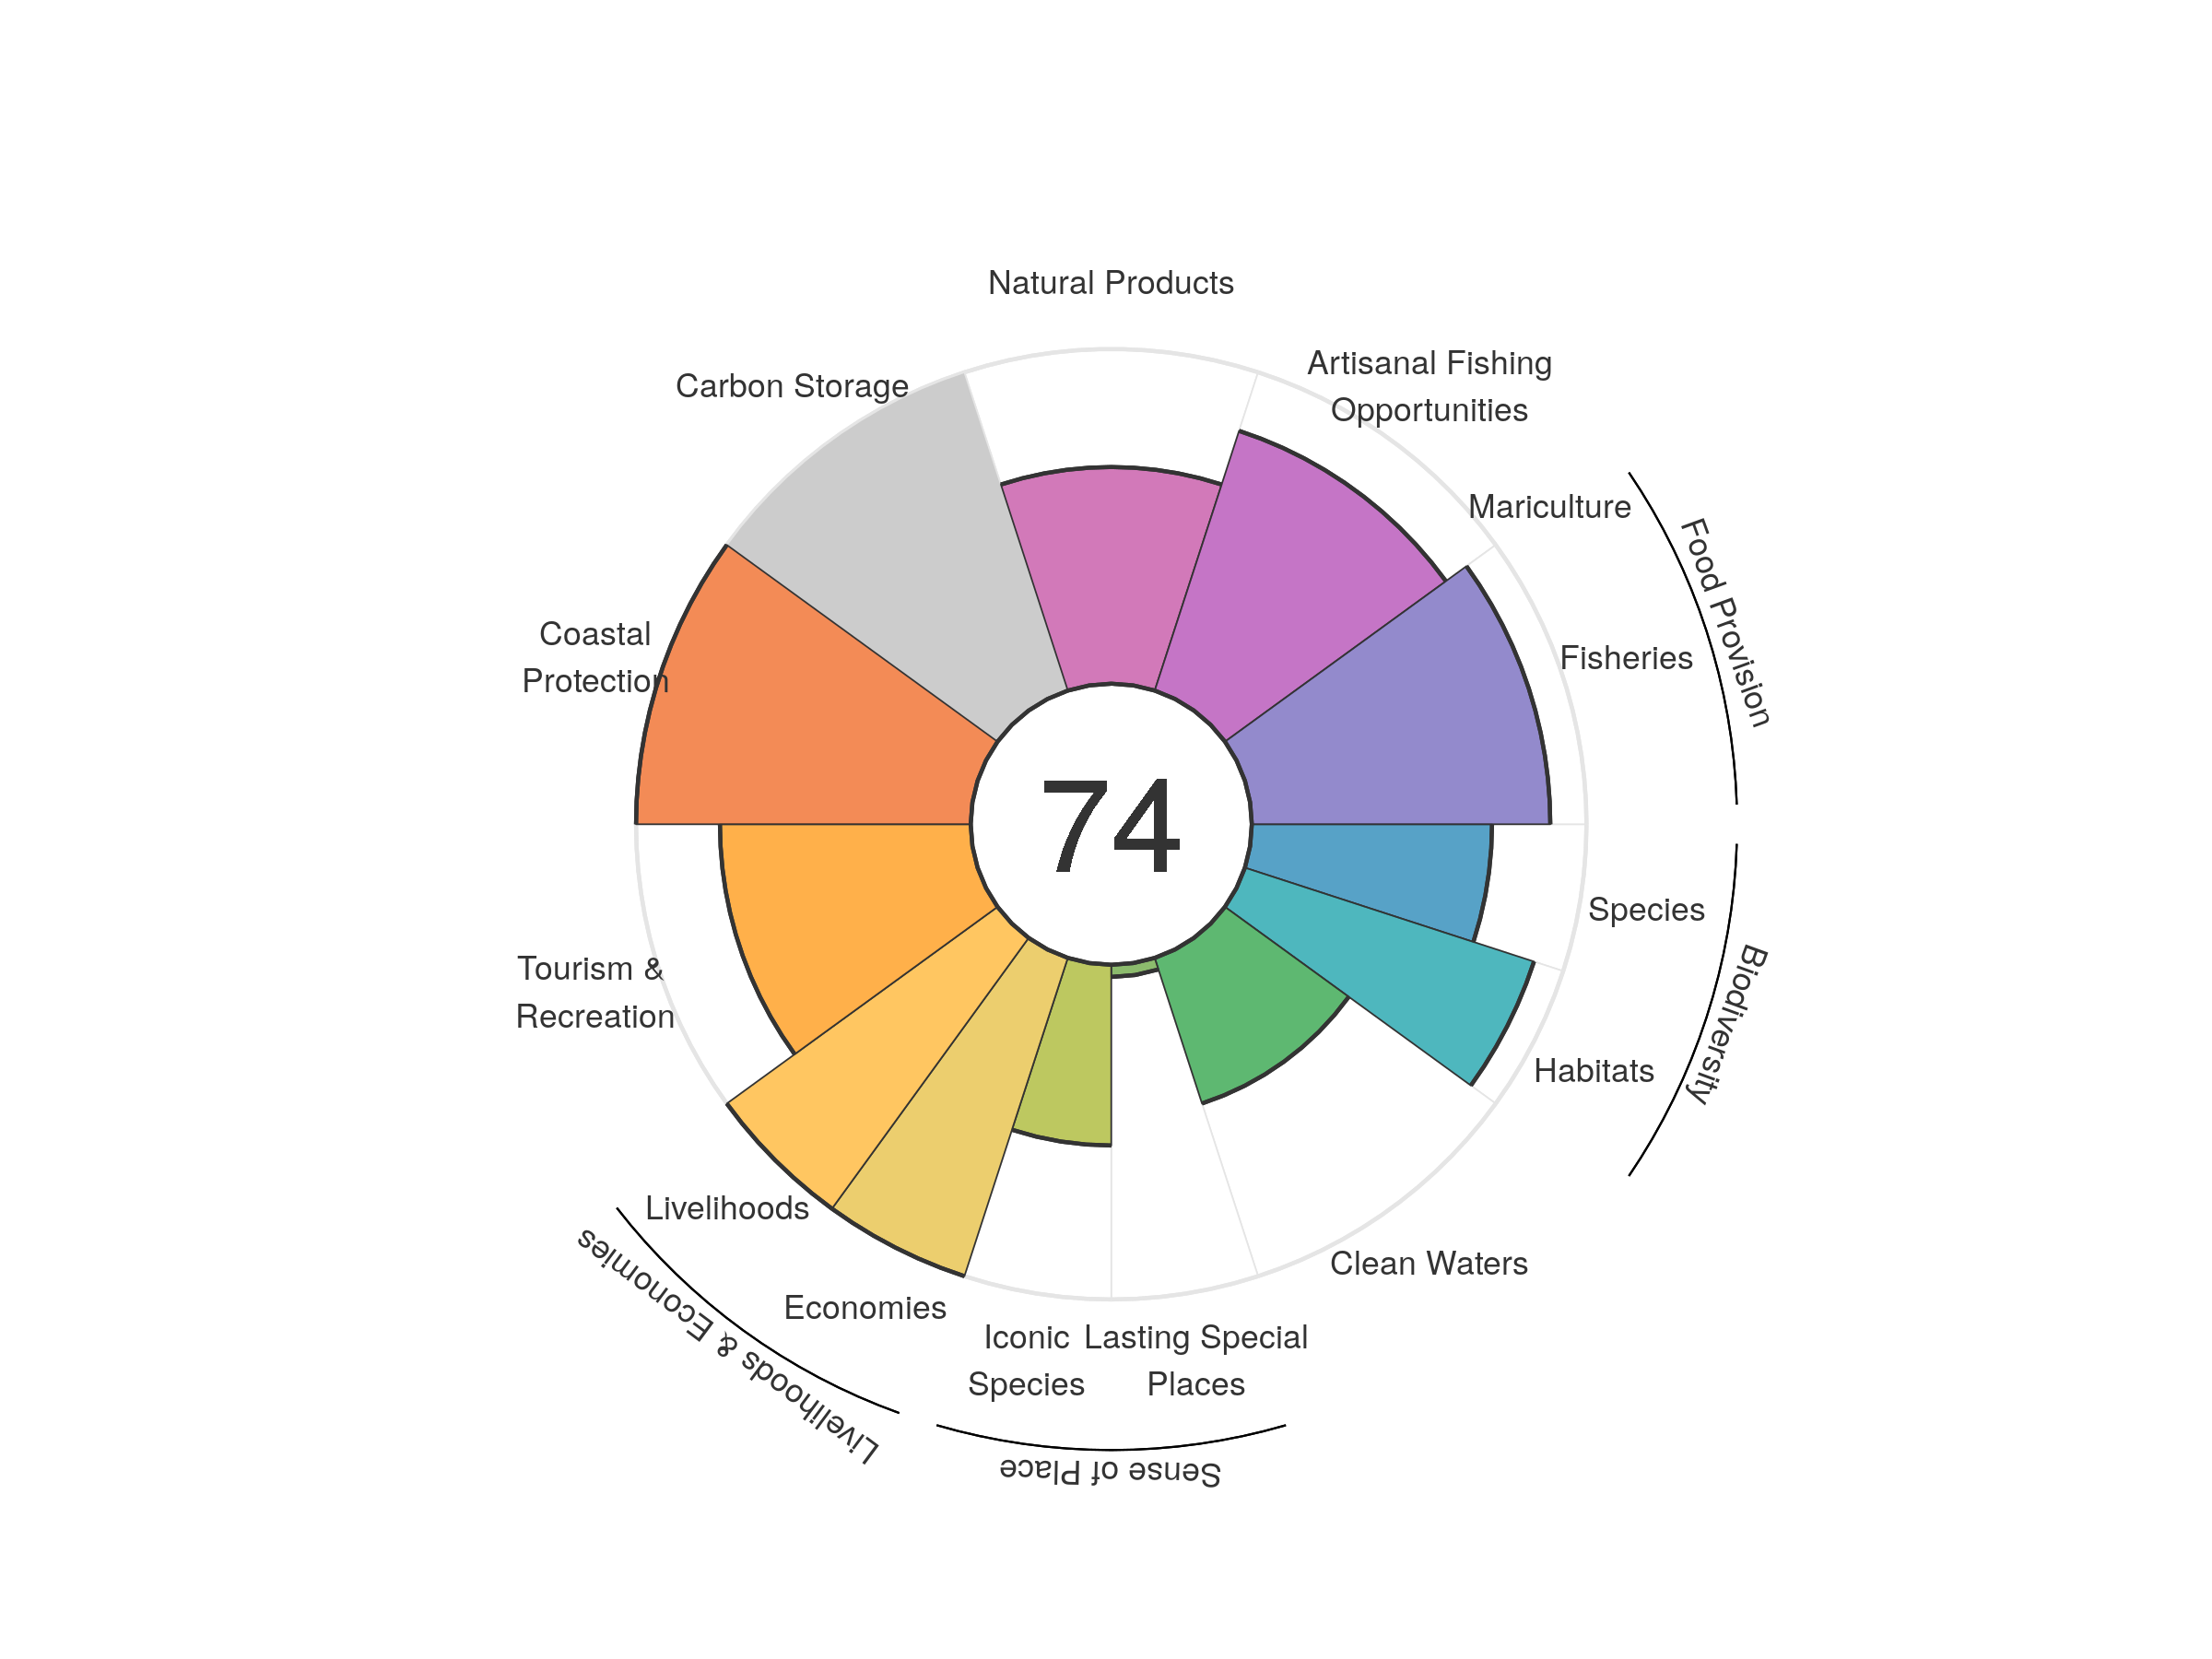 Natural Products
Artisanal Fishing
Opportunities
Carbon Storage
Mariculture
Food Provision
Fisheries
Coastal
Protection
74
Species
Biodiversity
Tourism &
Recreation
Habitats
Livelihoods
Clean Waters
Economies
Livelihoods & Economies
Iconic
Species
Lasting Special
Places
Sense of Place